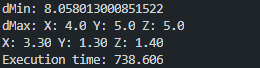 dMin: 8.058013000851522
dMax: X: 4.0 Y: 5.0 Z: 5.0
X: 3.30 Y: 1.30 Z: 1.40
Execution time: 738.606